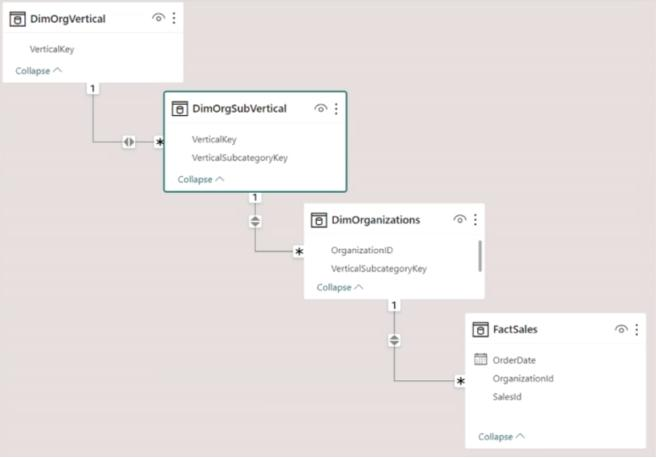 DimOrgVertical
VerticalKey
Collapse
1
*
DimOrgSubVertical
VerticalKey
VerticalSubcategoryKey
Collapse
1
*
DimOrganizations
OrganizationID
VerticalSubcategoryKey
Collapse
1
*
FactSales
OrderDate
OrganizationId
SalesId
Collapse